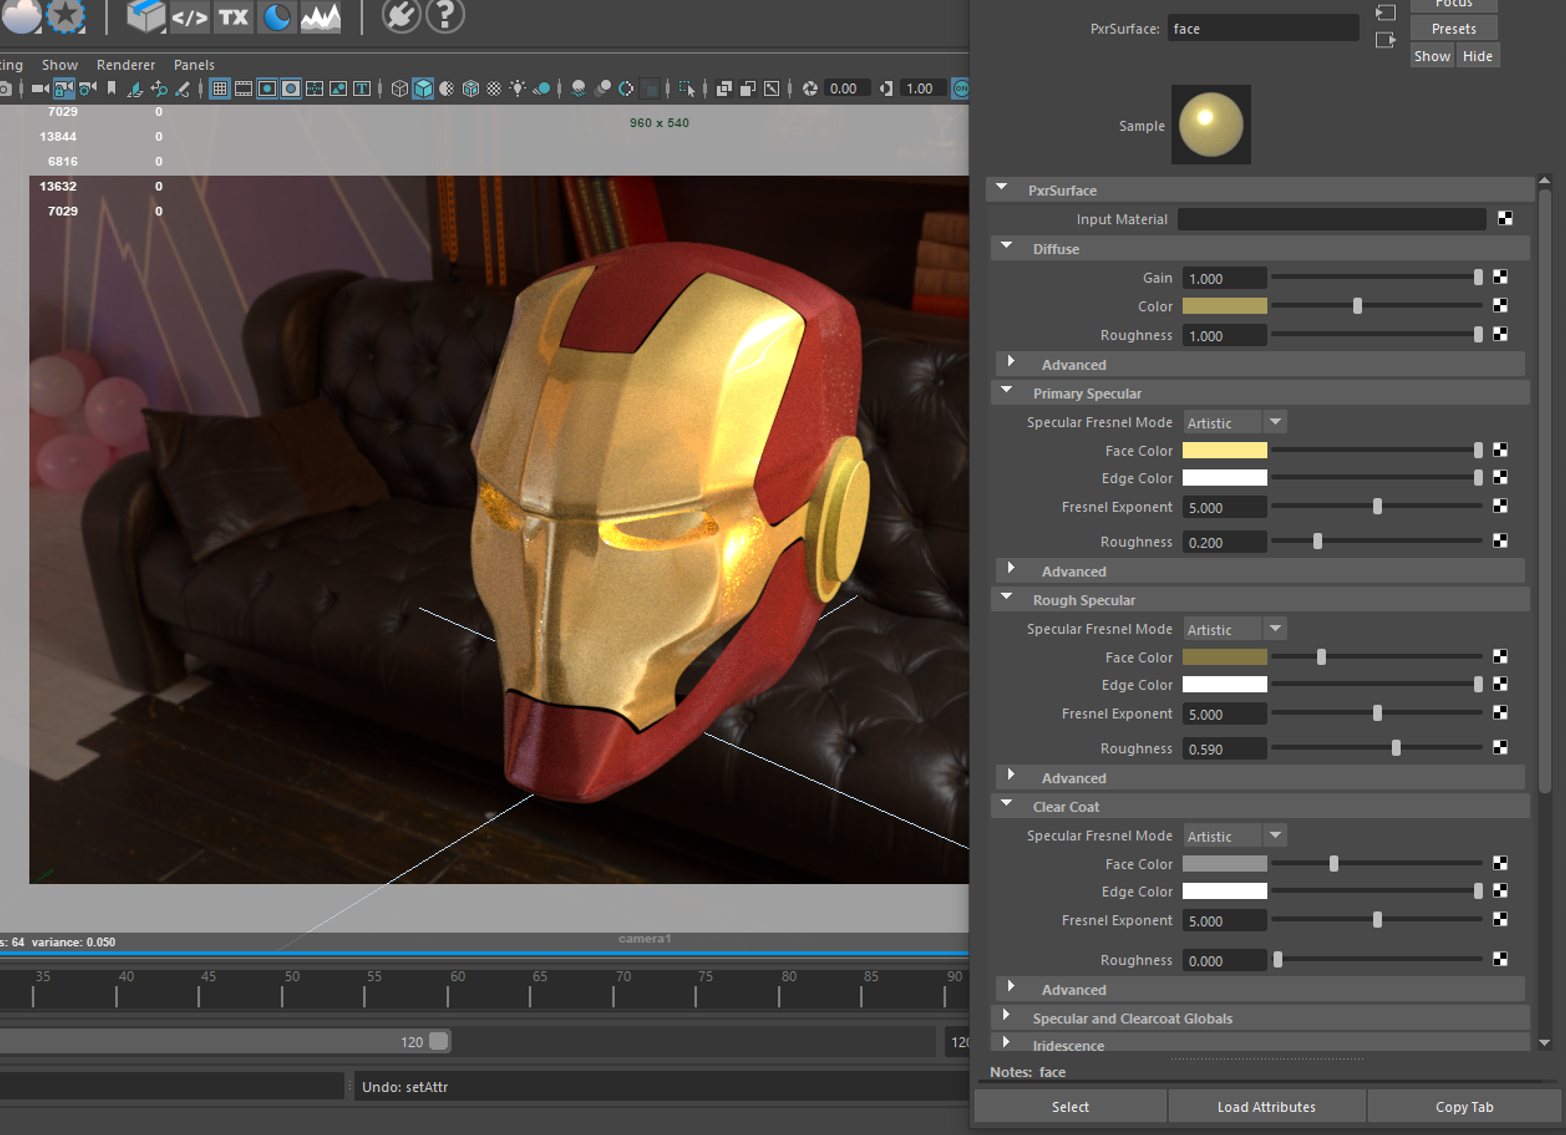 </> TX ?
ting Show Renderer Panels
0.00 1.00 ON
7029 0
13844 0
6816 0
13632 0
7029 0
960 x 540
s: 64 variance: 0.050
camera1
35 40 45 50 55 60 65 70 75 80 85 90
120
120
Undo: setAttr
PxrSurface: face
Focus
Presets
Show Hide
Sample
PxrSurface
Input Material
Diffuse
Gain 1.000
Color
Roughness 1.000
Advanced
Primary Specular
Specular Fresnel Mode Artistic
Face Color
Edge Color
Fresnel Exponent 5.000
Roughness 0.200
Advanced
Rough Specular
Specular Fresnel Mode Artistic
Face Color
Edge Color
Fresnel Exponent 5.000
Roughness 0.590
Advanced
Clear Coat
Specular Fresnel Mode Artistic
Face Color
Edge Color
Fresnel Exponent 5.000
Roughness 0.000
Advanced
Specular and Clearcoat Globals
Iridescence
Notes: face
Select Load Attributes Copy Tab